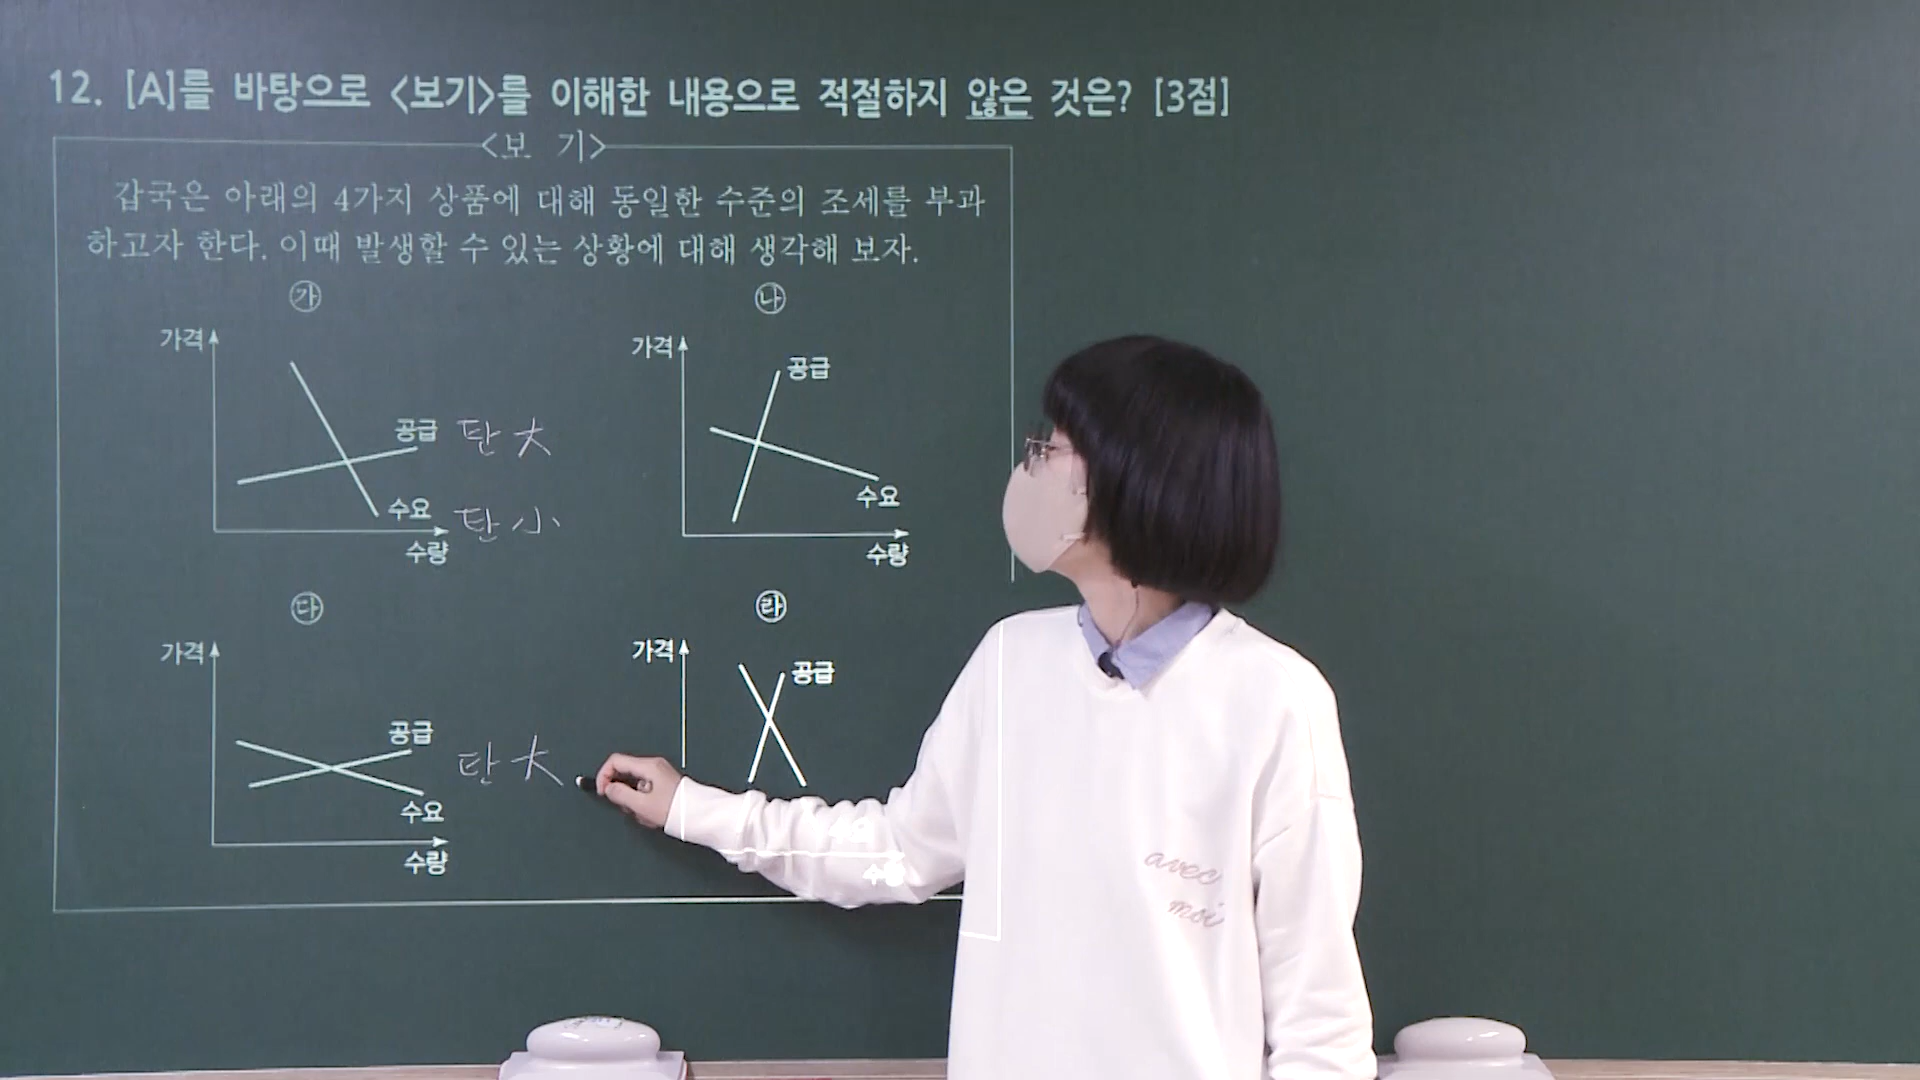 12. [A]를 바탕으로 <보기>를 이해한 내용으로 적절하지 않은 것은? [3점]
<보 기>
갑국은 아래의 4가지 상품에 대해 동일한 수준의 조세를 부과
하고자 한다. 이때 발생할 수 있는 상황에 대해 생각해 보자.
㉮
가격
공급 탄 大
수요 탄 小
수량
㉯
가격
공급
수요
수량
㉰
가격
공급
탄 大
수요
수량
㉱
가격
공급
avec
moi